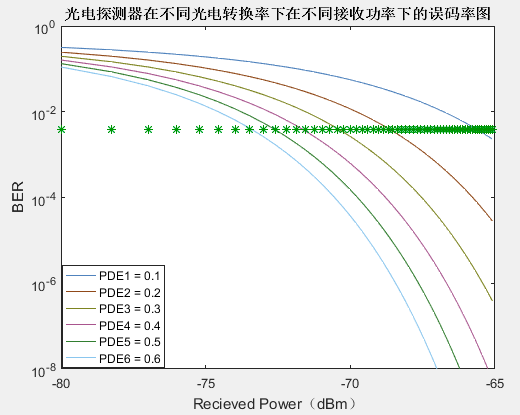 光电探测器在不同光电转换率下在不同接收功率下的误码率图
10^0
10^-2
10^-4
10^-6
10^-8
BER
PDE1 = 0.1
PDE2 = 0.2
PDE3 = 0.3
PDE4 = 0.4
PDE5 = 0.5
PDE6 = 0.6
-80 -75 -70 -65
Recieved Power（dBm）